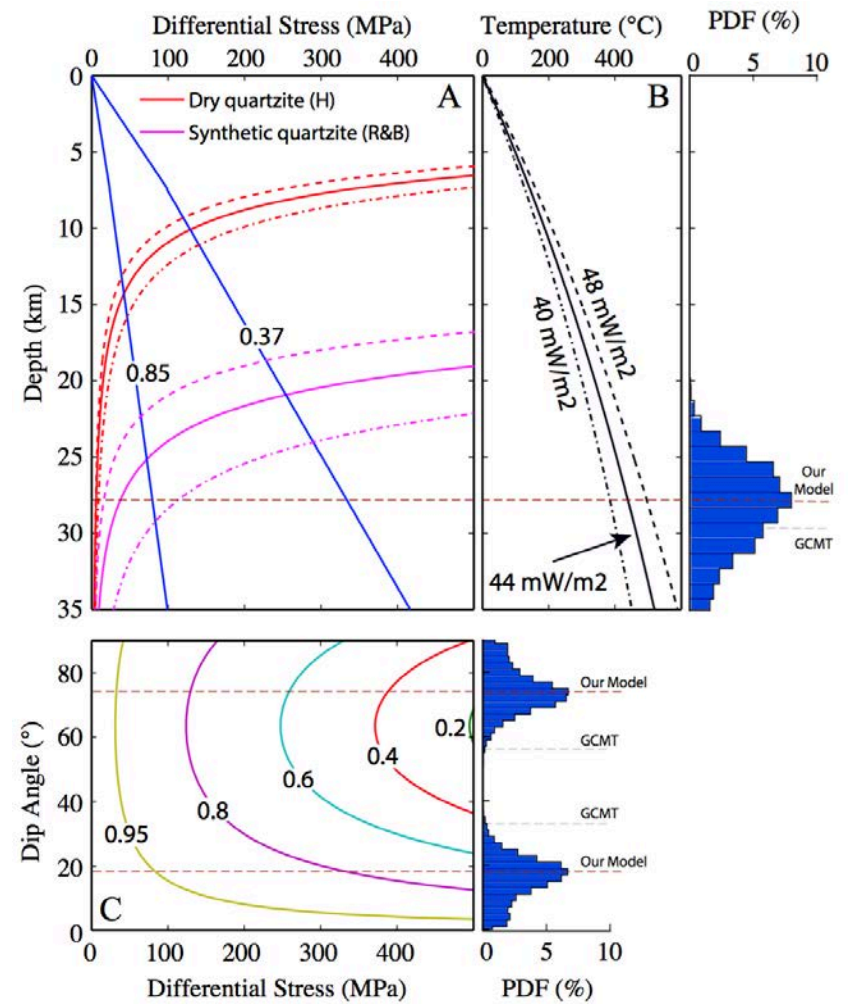 Differential Stress (MPa)
Temperature (°C)
PDF (%)
0 100 200 300 400
0 200 400
0 5 10
A
B
Dry quartzite (H)
Synthetic quartzite (R&B)
0
5
10
15
20
25
30
35
Depth (km)
0.85
0.37
48 mW/m2
40 mW/m2
44 mW/m2
Our
Model
GCMT
80
60
40
20
0
Dip Angle (°)
0.95
0.8
0.6
0.4
0.2
C
Our Model
GCMT
GCMT
Our Model
0 100 200 300 400
0 5 10
Differential Stress (MPa)
PDF (%)